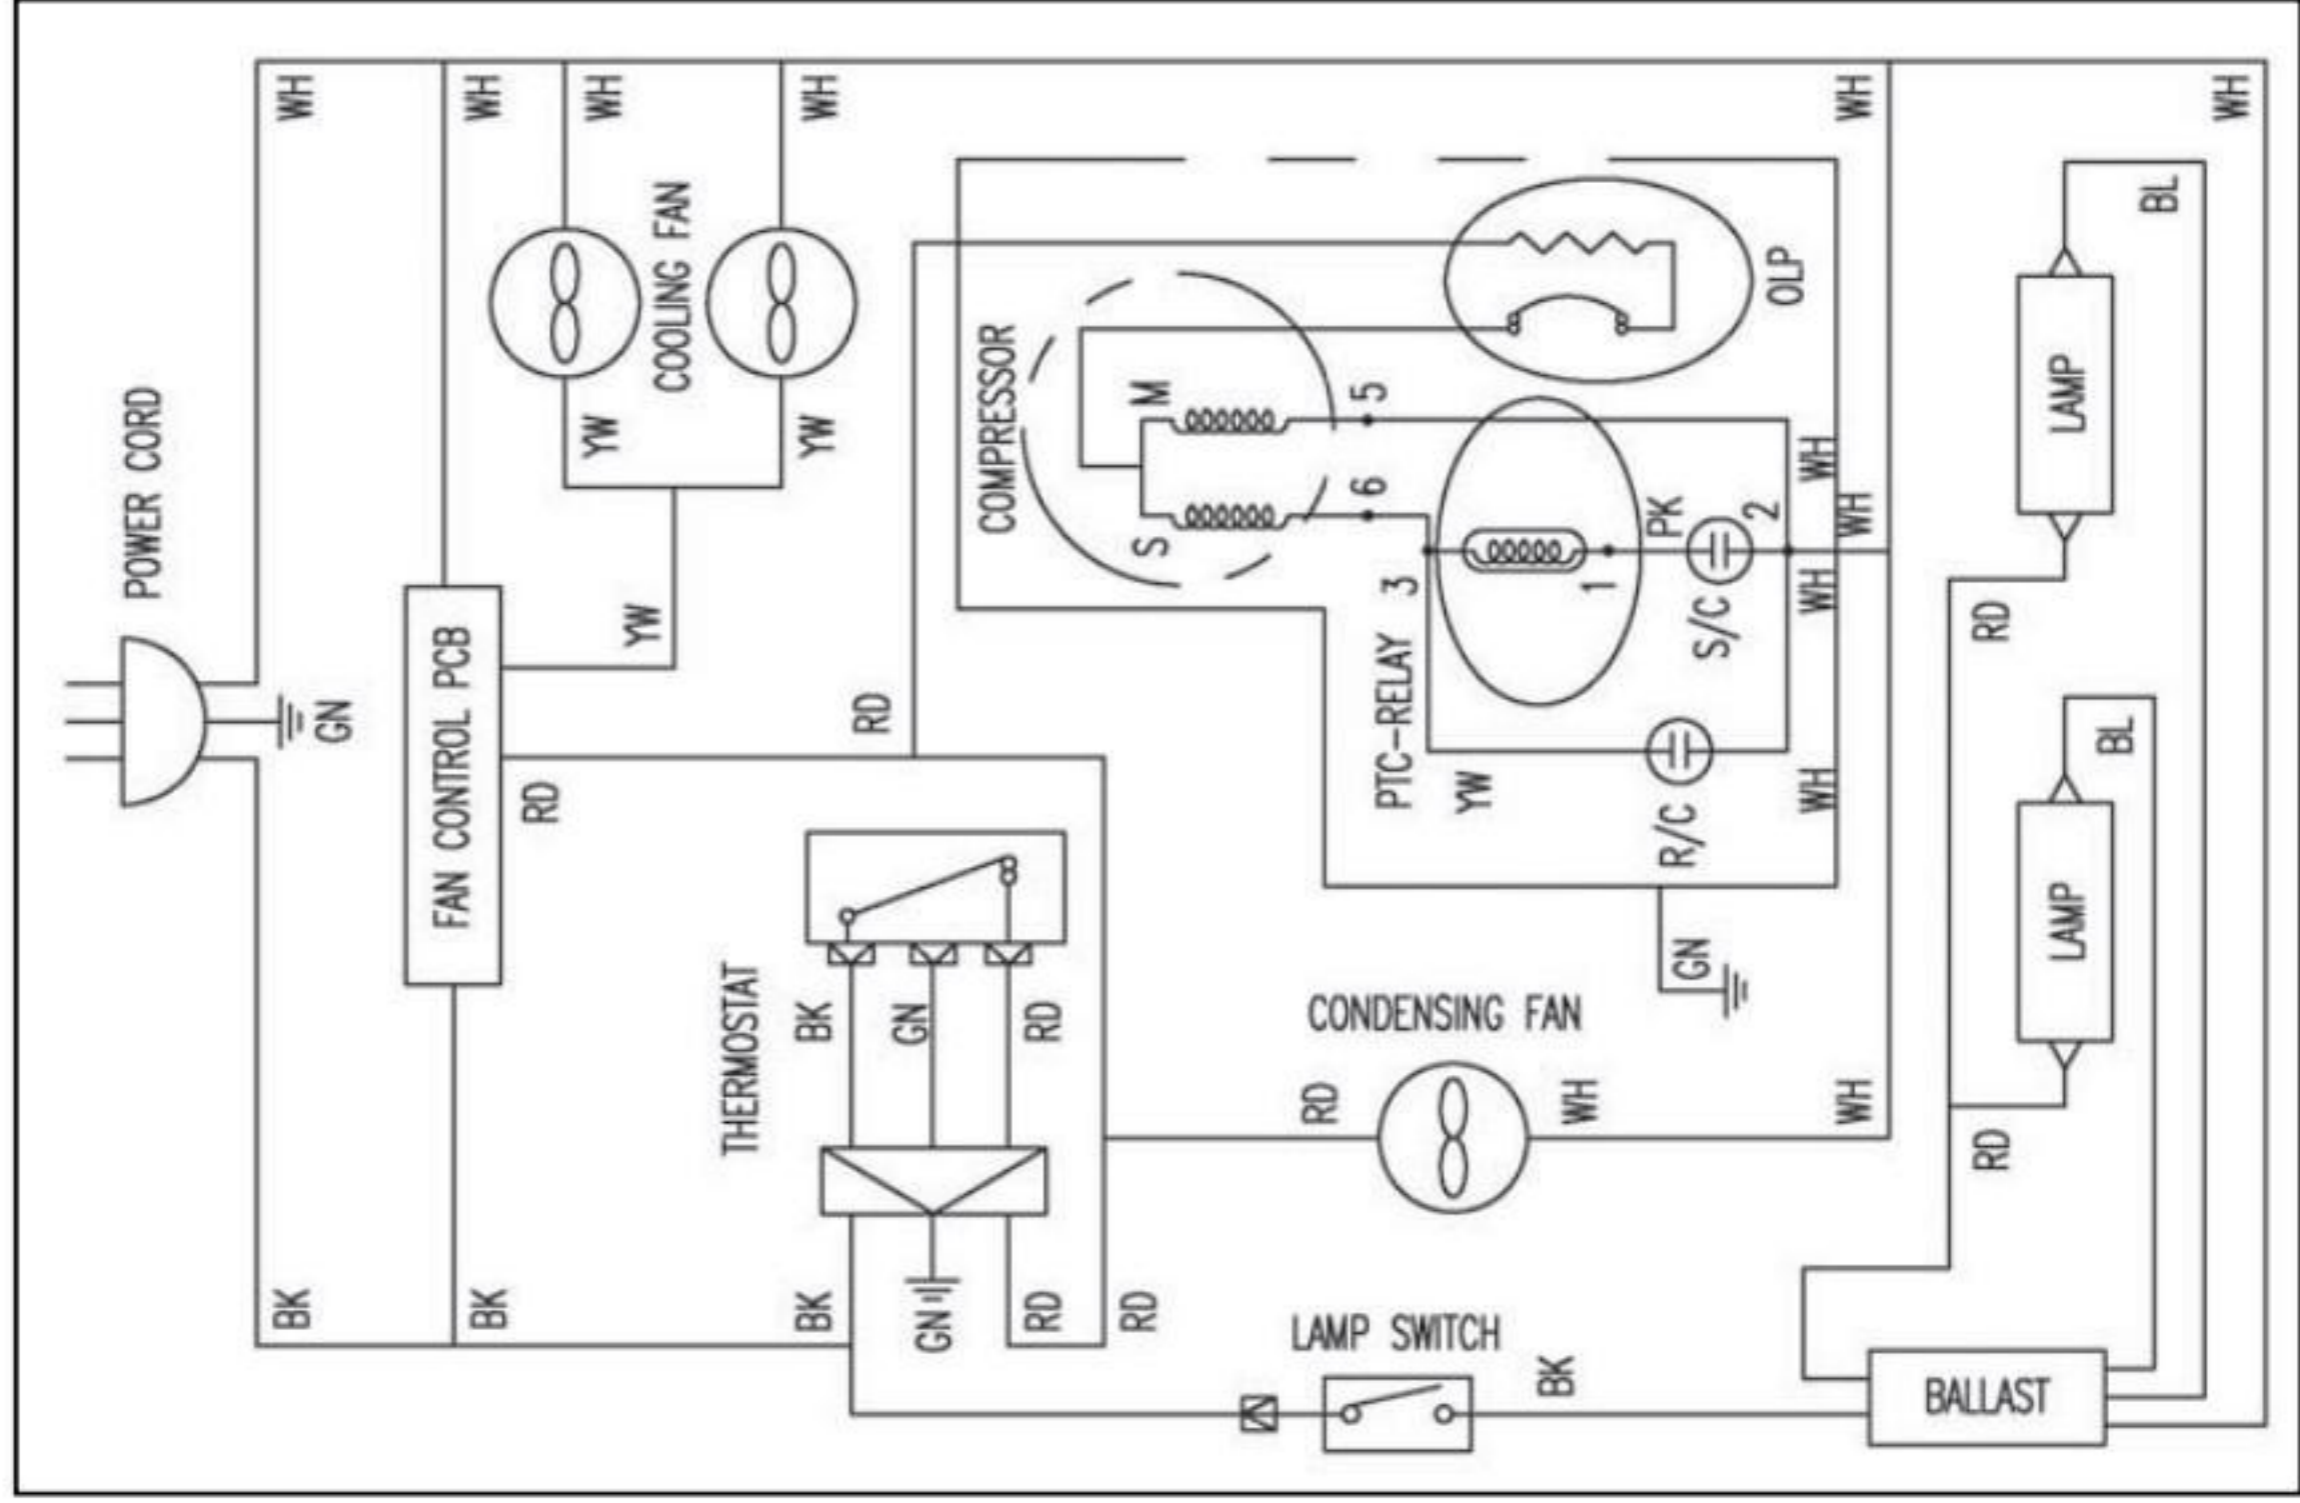 POWER CORD
WH
WH
WH
WH
WH
WH
COOLING FAN
YW
YW
YW
GN
FAN CONTROL PCB
RD
RD
BK
BK
BK
THERMOSTAT
BK
GN
RD
GN
RD
RD
COMPRESSOR
M
S
5
6
OLP
PTC-RELAY
3
1
PK
S/C
2
WH
WH
WH
WH
YW
R/C
GN
CONDENSING FAN
RD
WH
WH
LAMP SWITCH
BK
BALLAST
LAMP
BL
RD
LAMP
BL
RD